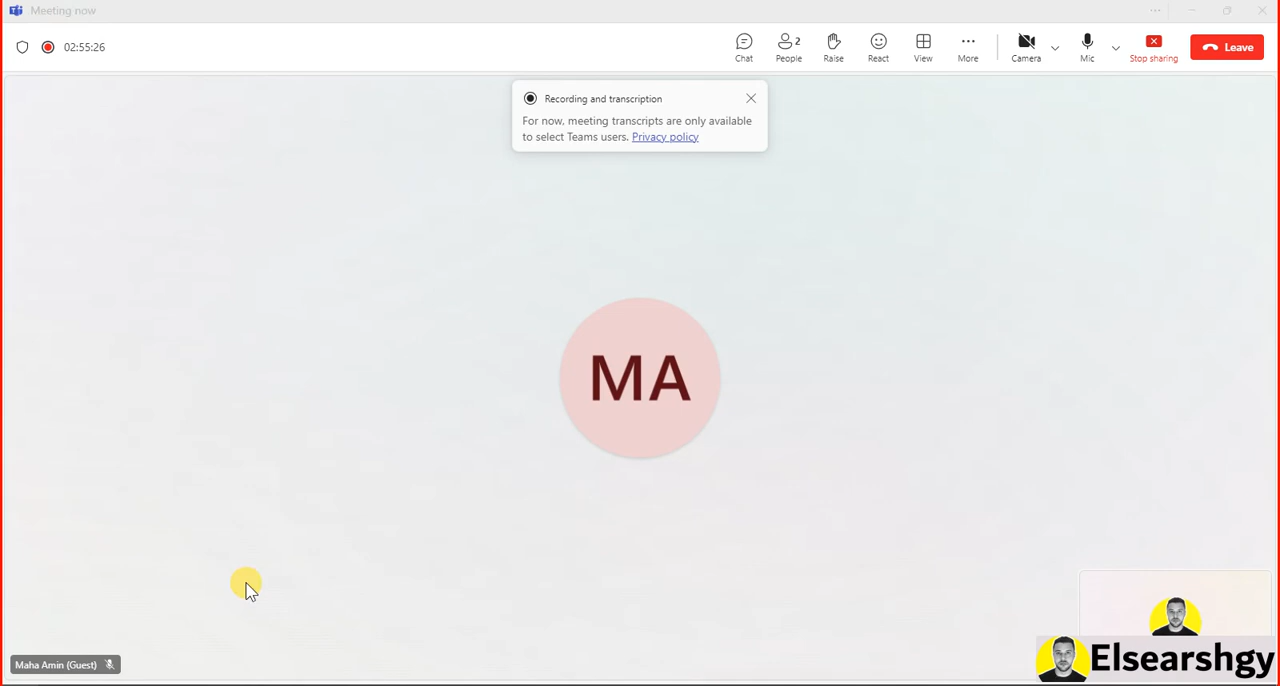 Meeting now
02:55:26
Chat
People
2
Raise
React
View
More
Camera
Mic
Stop sharing
Leave
Recording and transcription
For now, meeting transcripts are only available
to select Teams users. Privacy policy
MA
Maha Amin (Guest)
Elsearshgy